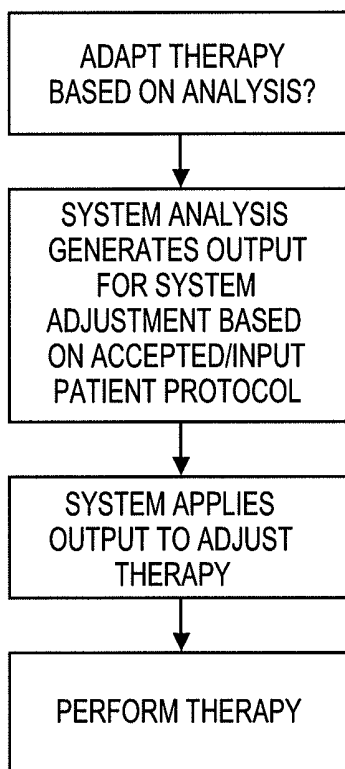 ADAPT THERAPY
BASED ON ANALYSIS?
SYSTEM ANALYSIS
GENERATES OUTPUT
FOR SYSTEM
ADJUSTMENT BASED
ON ACCEPTED/INPUT
PATIENT PROTOCOL
SYSTEM APPLIES
OUTPUT TO ADJUST
THERAPY
PERFORM THERAPY